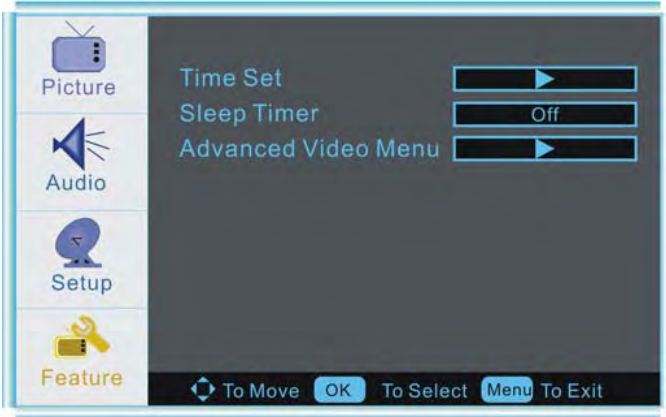 Picture
Audio
Setup
Feature
Time Set
Sleep Timer Off
Advanced Video Menu
To Move OK To Select Menu To Exit